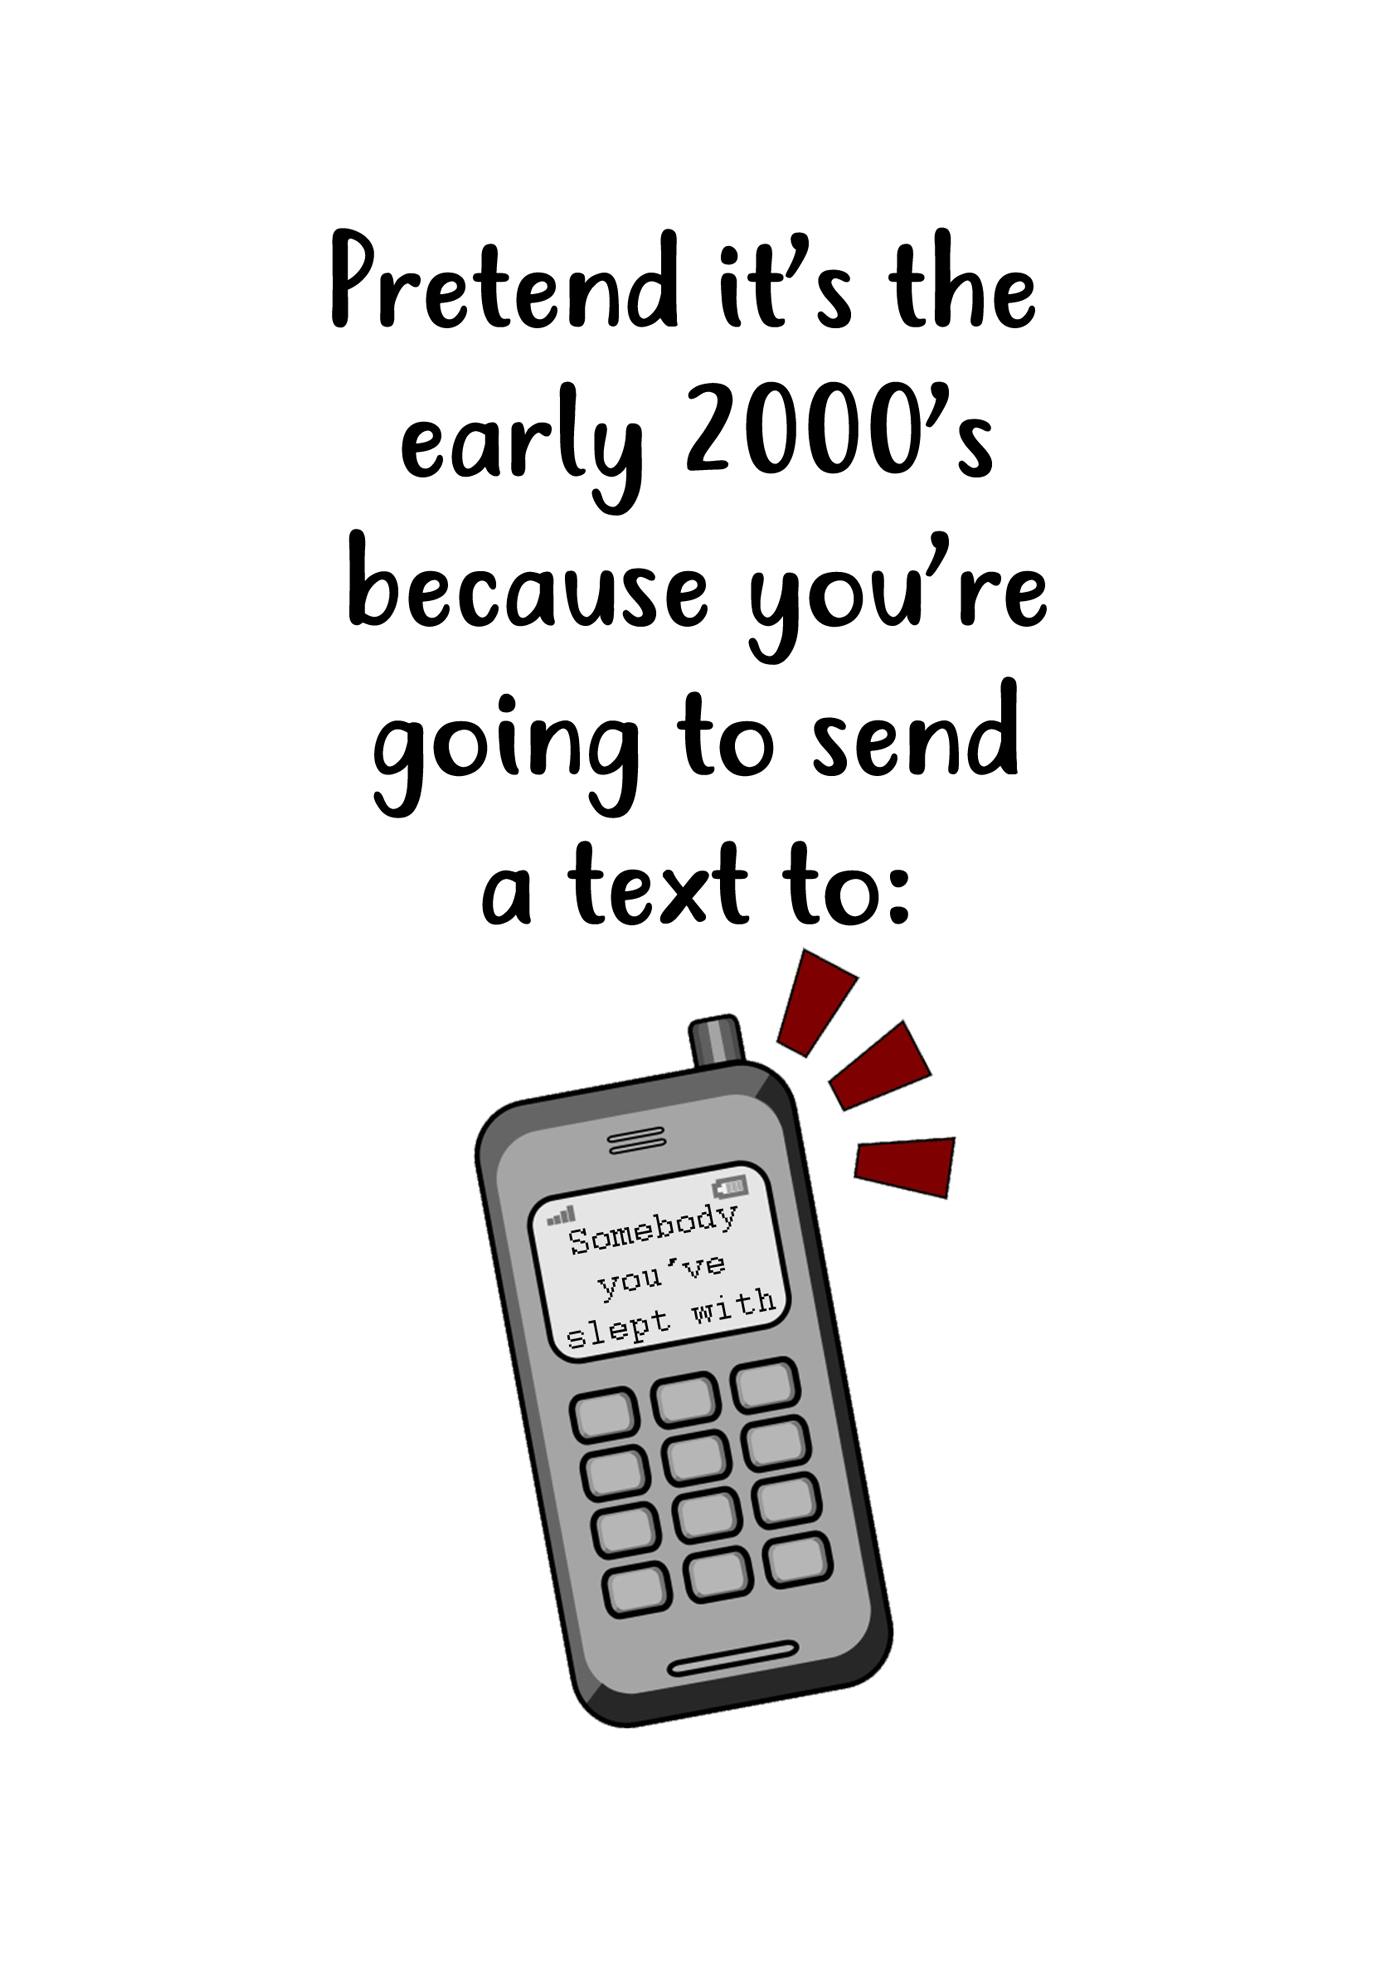 Pretend it’s the
early 2000’s
because you’re
going to send
a text to:
Somebody
you’ve
slept with